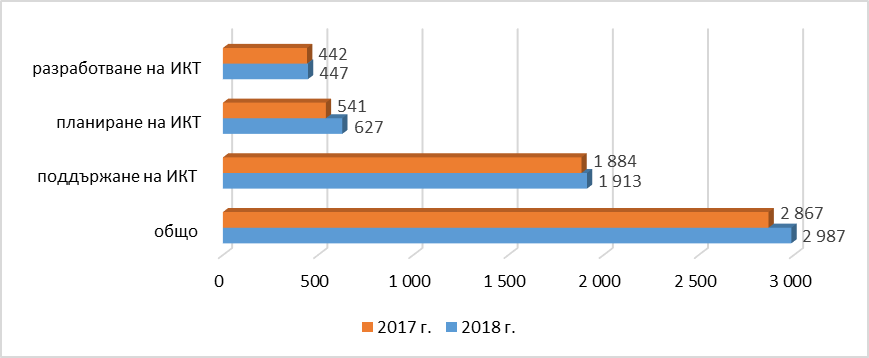 разработване на ИКТ
442
447
планиране на ИКТ
541
627
поддържане на ИКТ
1 884
1 913
общо
2 867
2 987
0 500 1 000 1 500 2 000 2 500 3 000
2017 г. 2018 г.